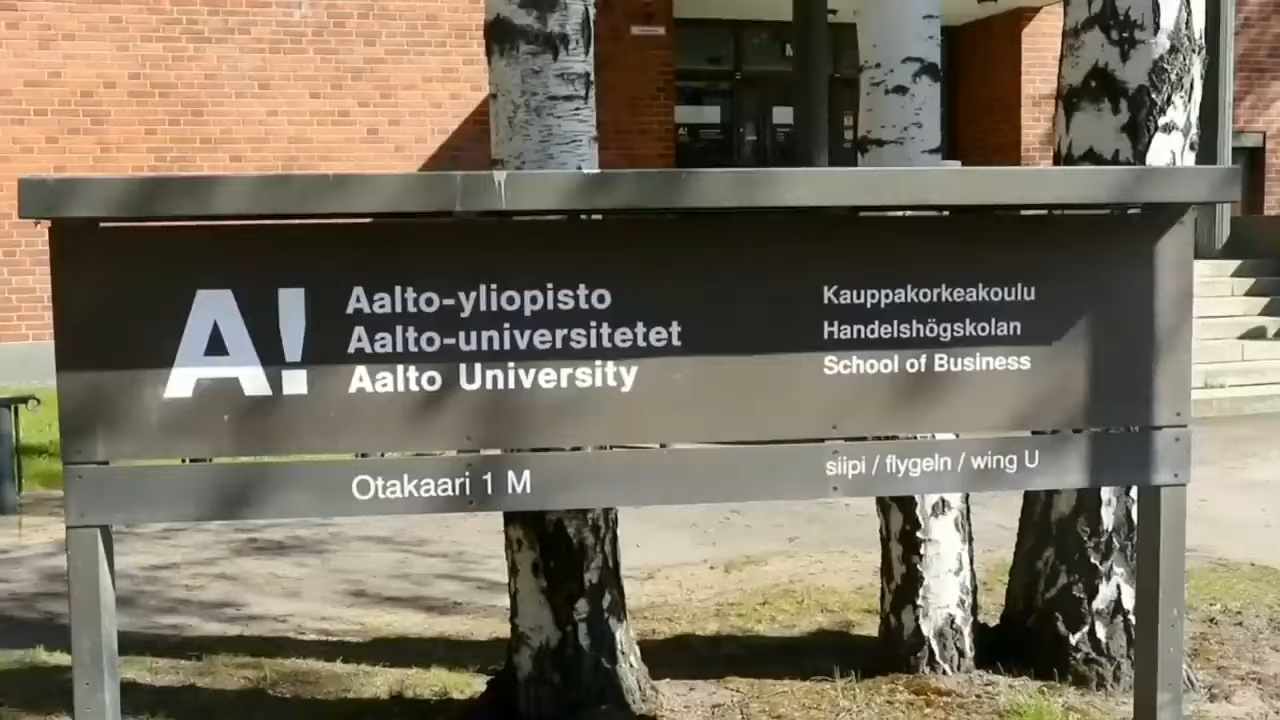 A!
Aalto-yliopisto
Aalto-universitetet
Aalto University
Kauppakorkeakoulu
Handelshögskolan
School of Business
Otakaari 1 M
siipi / flygeln / wing U